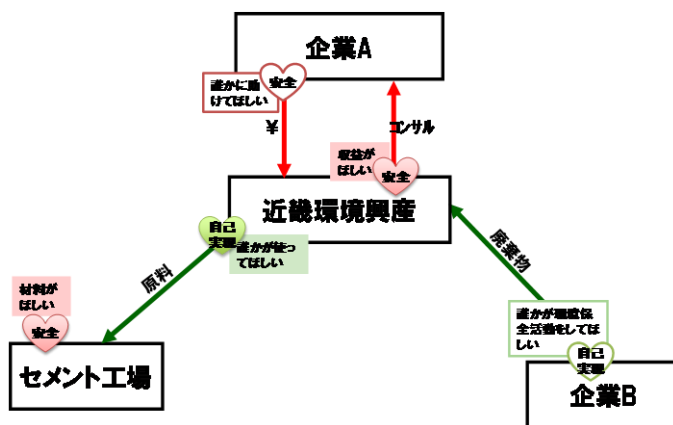 企業A
誰かに助
けてほしい
安全
¥
コンサル
収益が
ほしい
安全
近畿環境興産
自己
実現
誰かが使っ
てほしい
原料
廃棄物
材料が
ほしい
安全
セメント工場
誰かが環境保
全活動をしてほ
しい
自己
実現
企業B